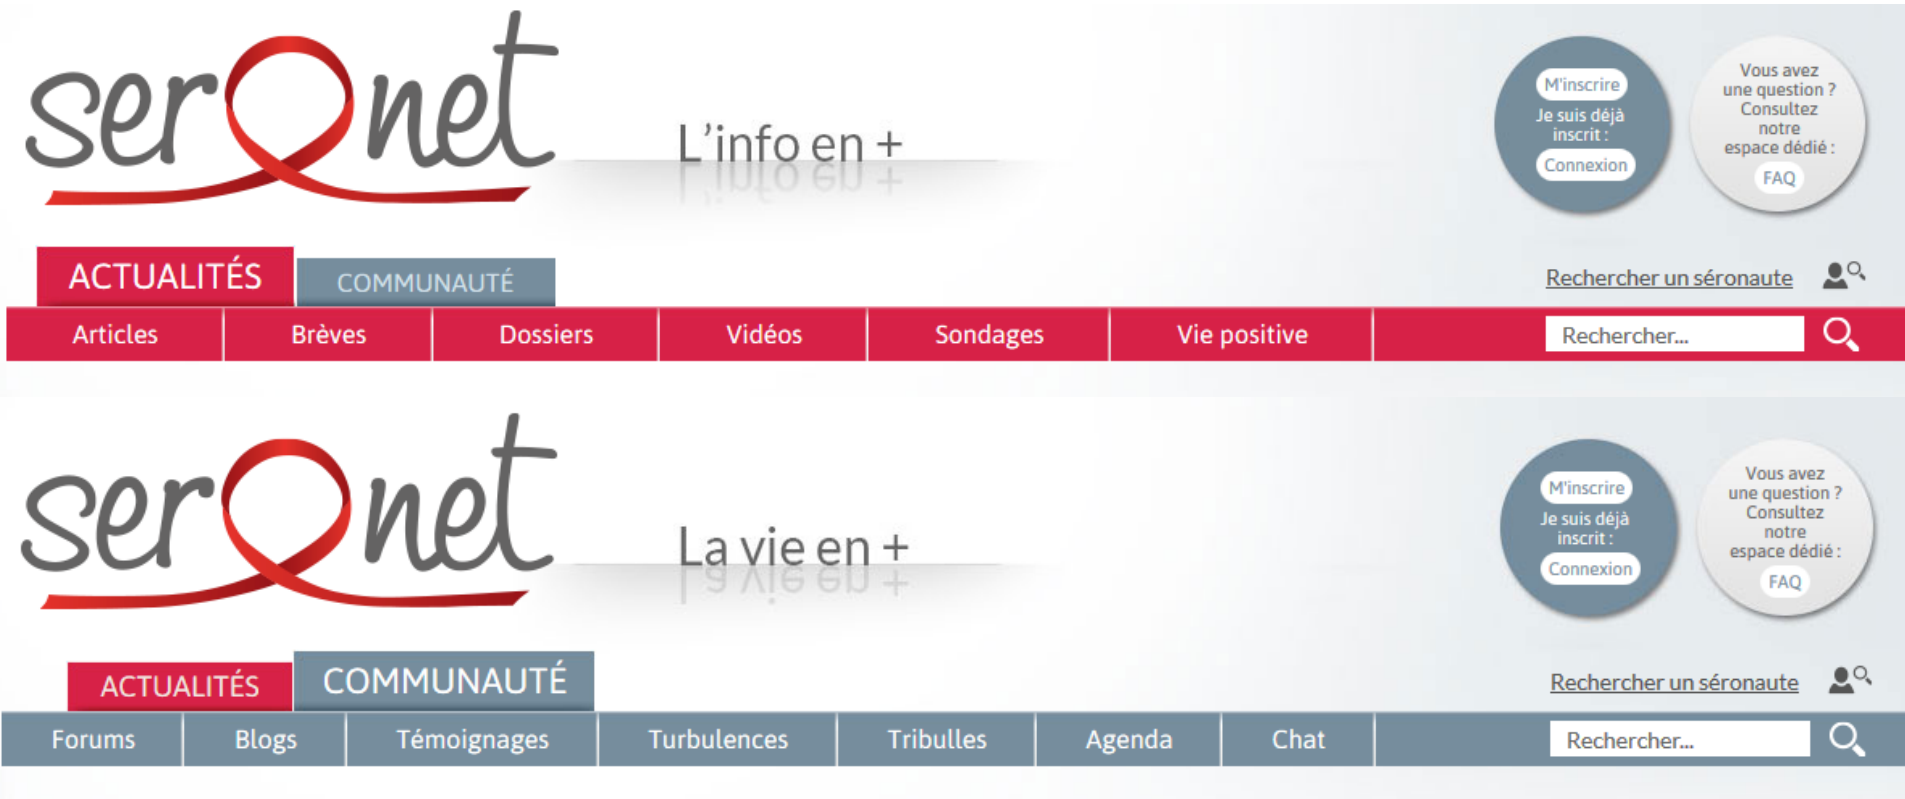 seronet
L'info en +
M'inscrire
Je suis déjà
inscrit :
Connexion
Vous avez
une question ?
Consultez
notre
espace dédié :
FAQ
ACTUALITÉS COMMUNAUTÉ
Rechercher un séronaute
Articles Brèves Dossiers Vidéos Sondages Vie positive Rechercher...
seronet
La vie en +
M'inscrire
Je suis déjà
inscrit :
Connexion
Vous avez
une question ?
Consultez
notre
espace dédié :
FAQ
ACTUALITÉS COMMUNAUTÉ
Rechercher un séronaute
Forums Blogs Témoignages Turbulences Tribulles Agenda Chat Rechercher...